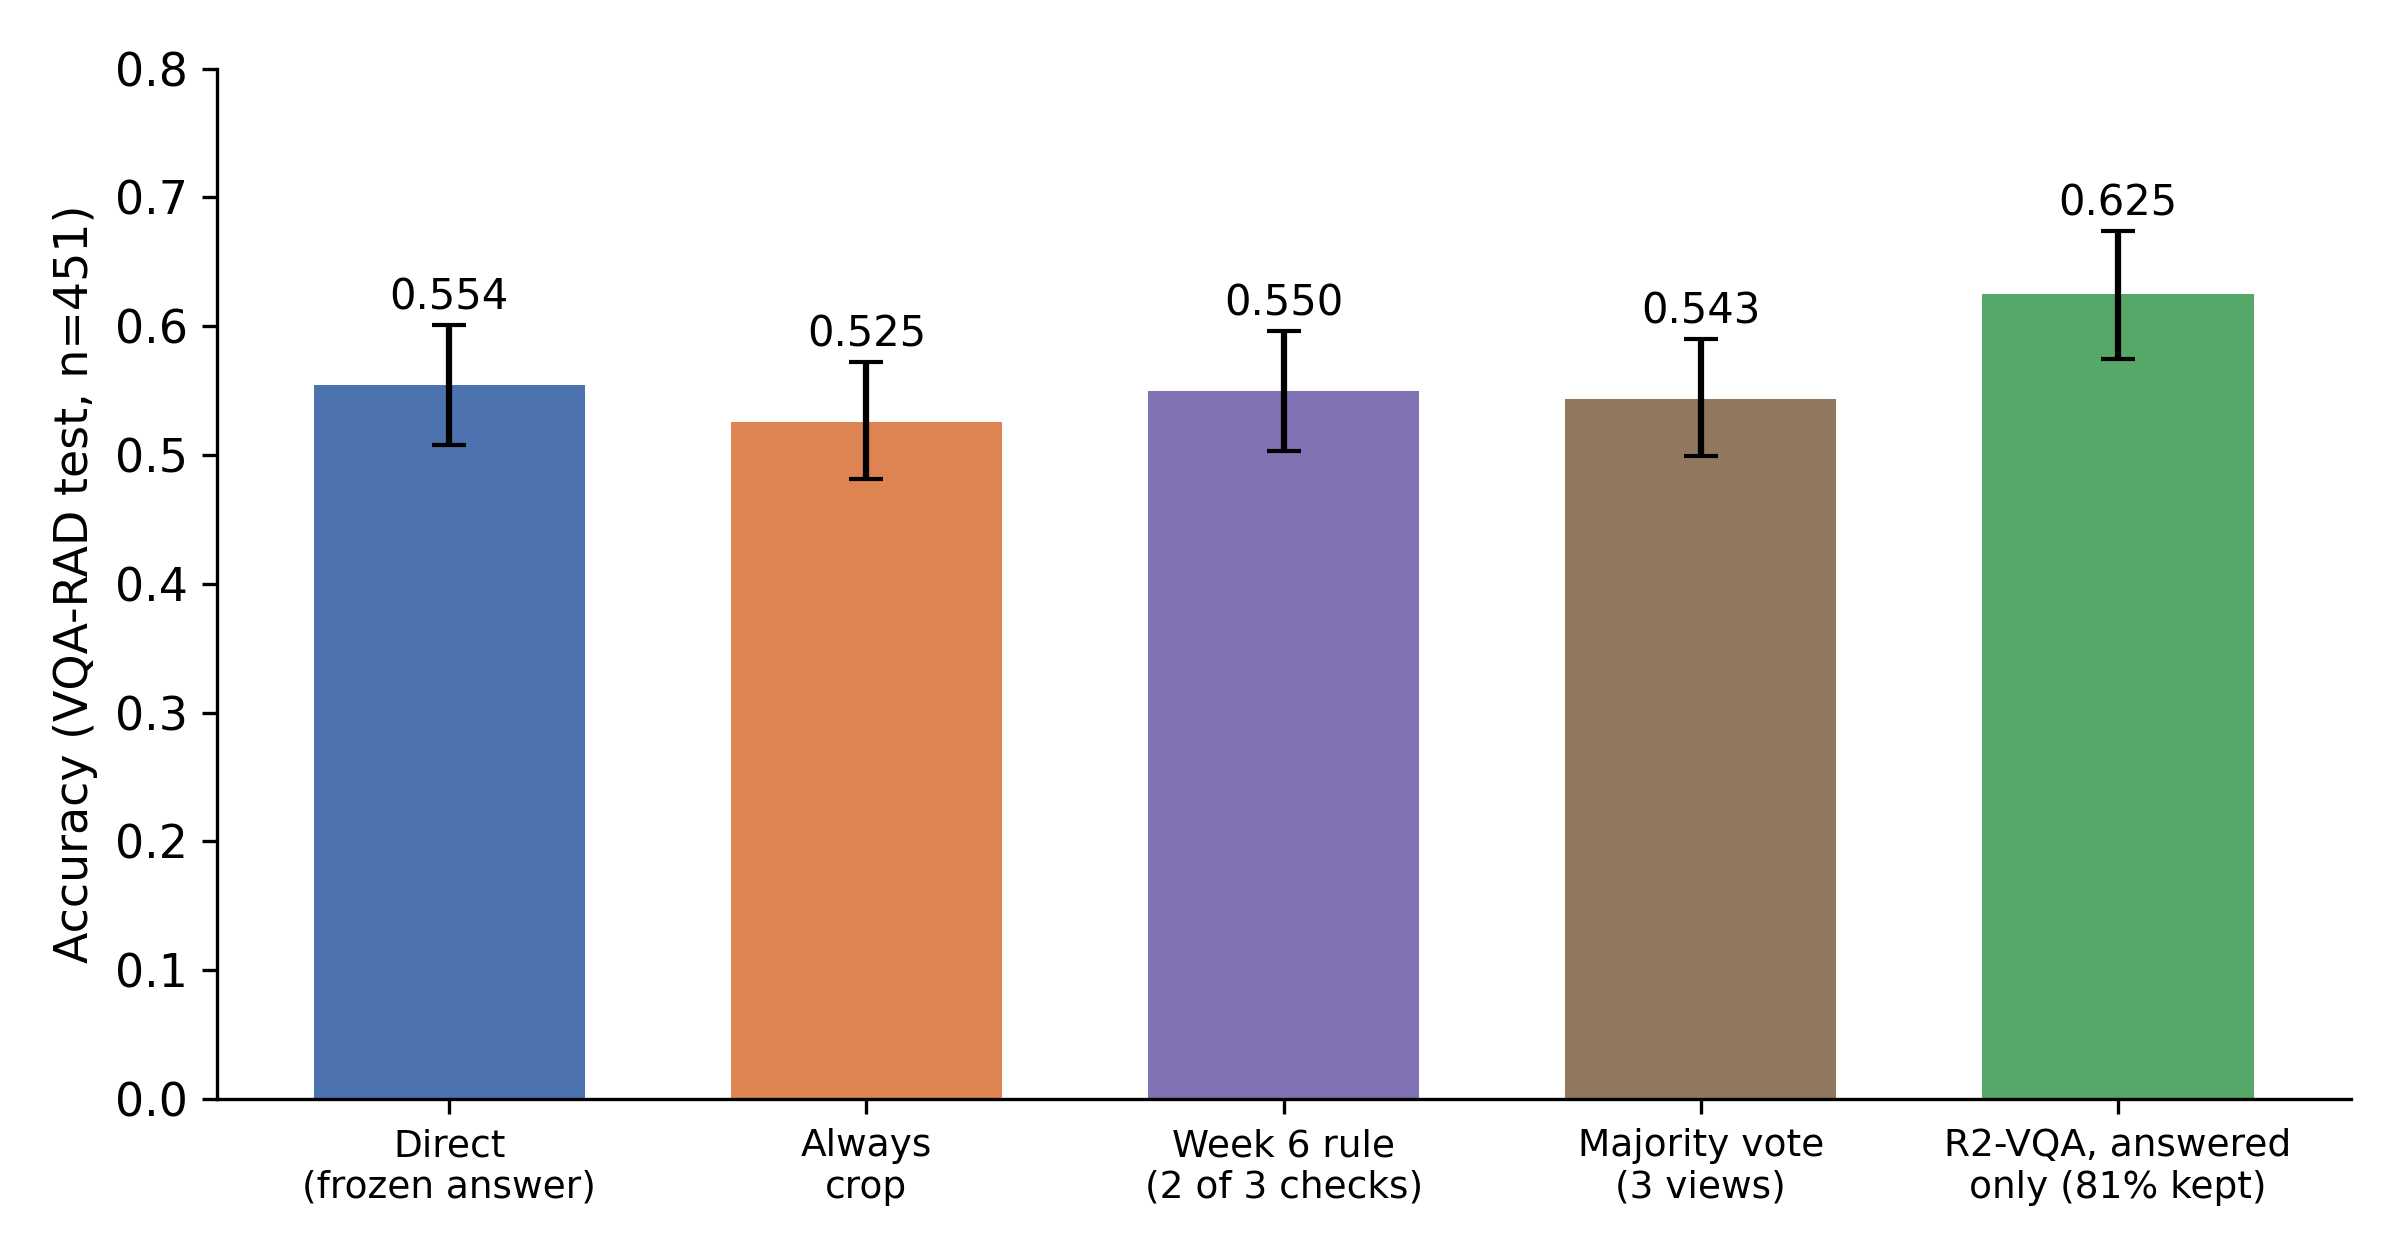 0.8
0.7
0.6
0.5
0.4
0.3
0.2
0.1
0.0
Accuracy (VQA-RAD test, n=451)
0.554
0.525
0.550
0.543
0.625
Direct
(frozen answer)
Always
crop
Week 6 rule
(2 of 3 checks)
Majority vote
(3 views)
R2-VQA, answered
only (81% kept)